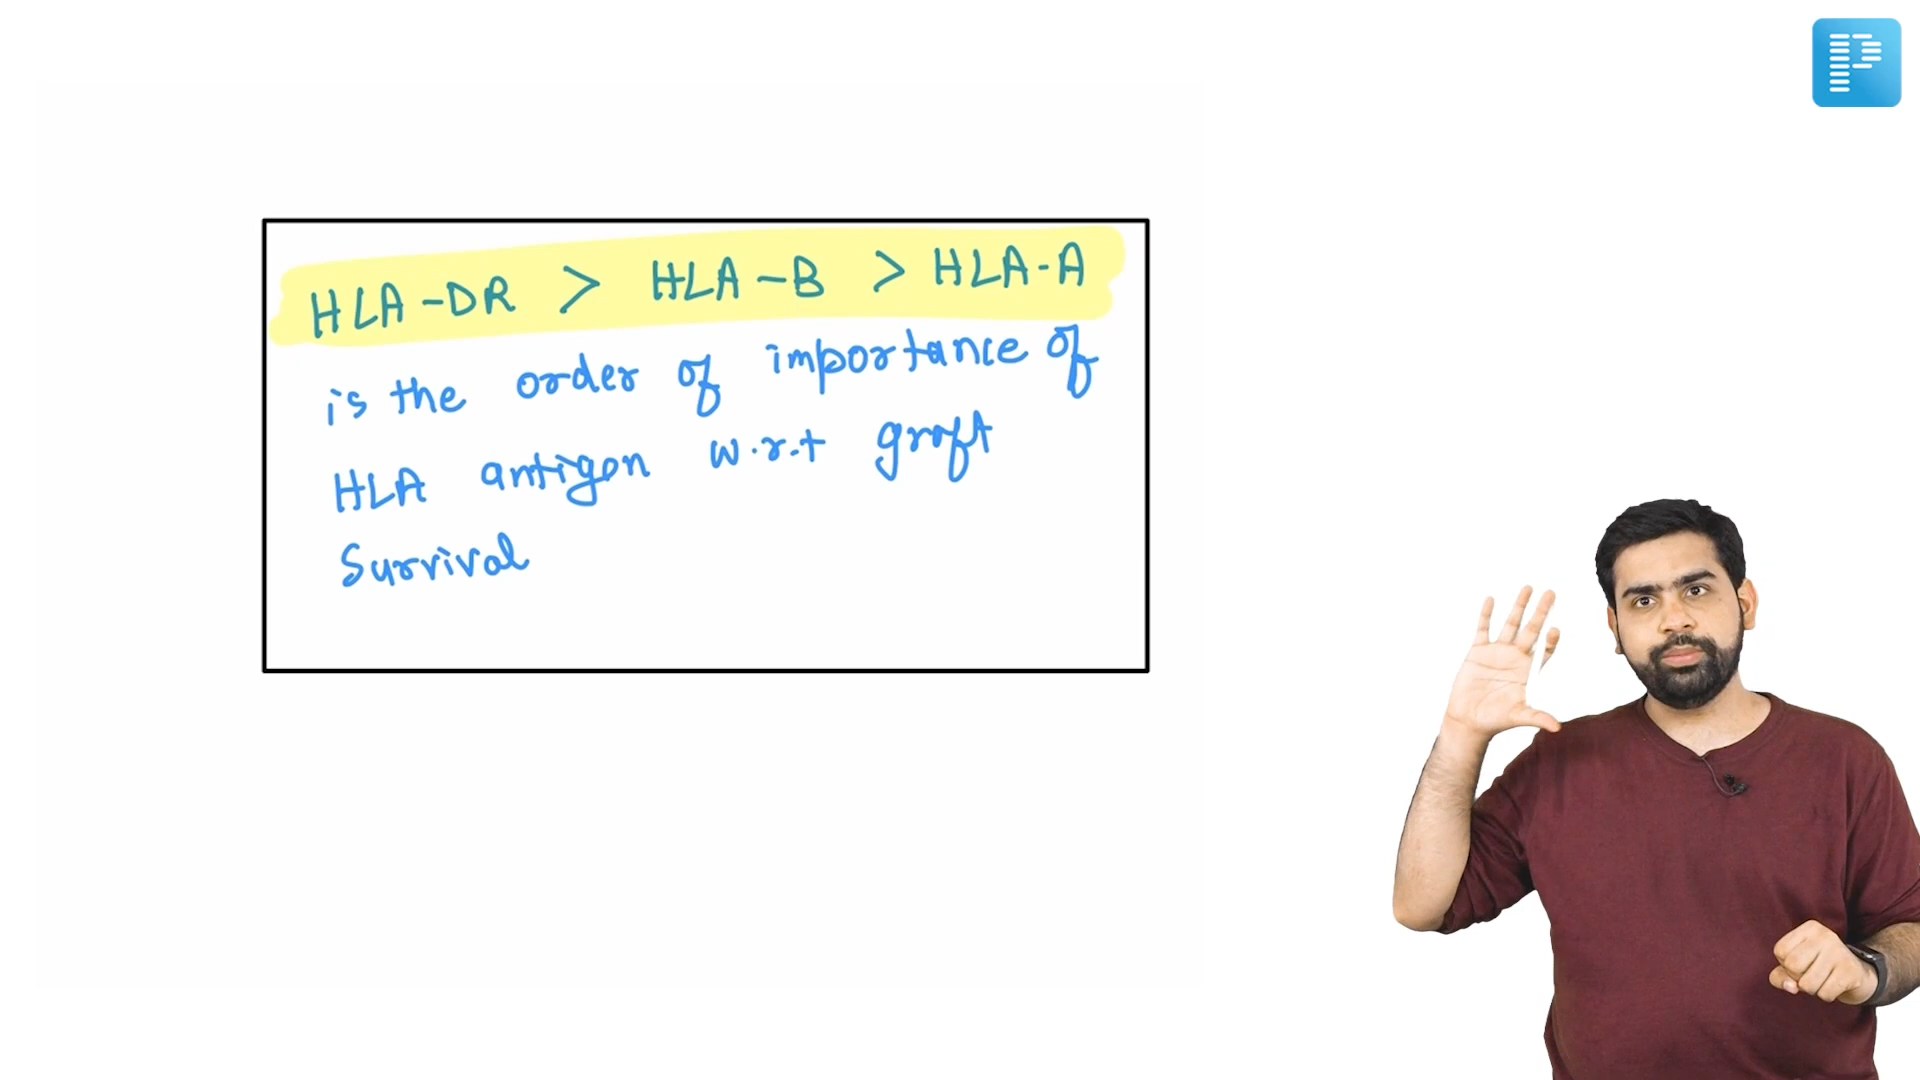 HLA-DR > HLA-B > HLA-A
is the order of importance of
HLA antigen w.r.t graft
Survival